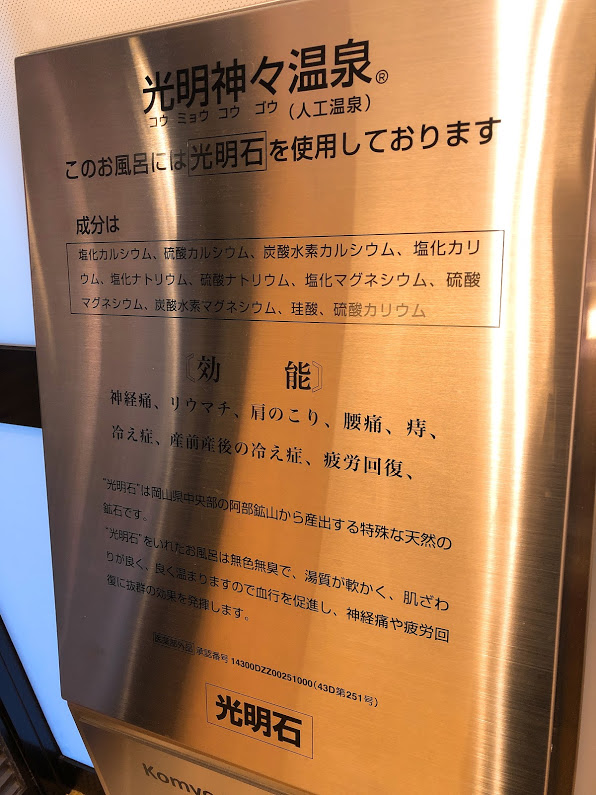 光明神々温泉®
コウ ミョウ コウ ゴウ (人工温泉)
このお風呂には光明石を使用しております
成分は
塩化カルシウム、硫酸カルシウム、炭酸水素カルシウム、塩化カリ
ウム、塩化ナトリウム、硫酸ナトリウム、塩化マグネシウム、硫酸
マグネシウム、炭酸水素マグネシウム、珪酸、硫酸カリウム
〔効能〕
神経痛、リウマチ、肩のこり、腰痛、痔、
冷え症、産前産後の冷え症、疲労回復、
"光明石"は岡山県中央部の阿部鉱山から産出する特殊な天然の
鉱石です。
"光明石"をいれたお風呂は無色無臭で、湯質が軟かく、肌ざわ
りが良く、良く温まりますので血行を促進し、神経痛や疲労回
復に抜群の効果を発揮します。
医薬部外品 承認番号 14300DZZ00251000(43D第251号)
光明石